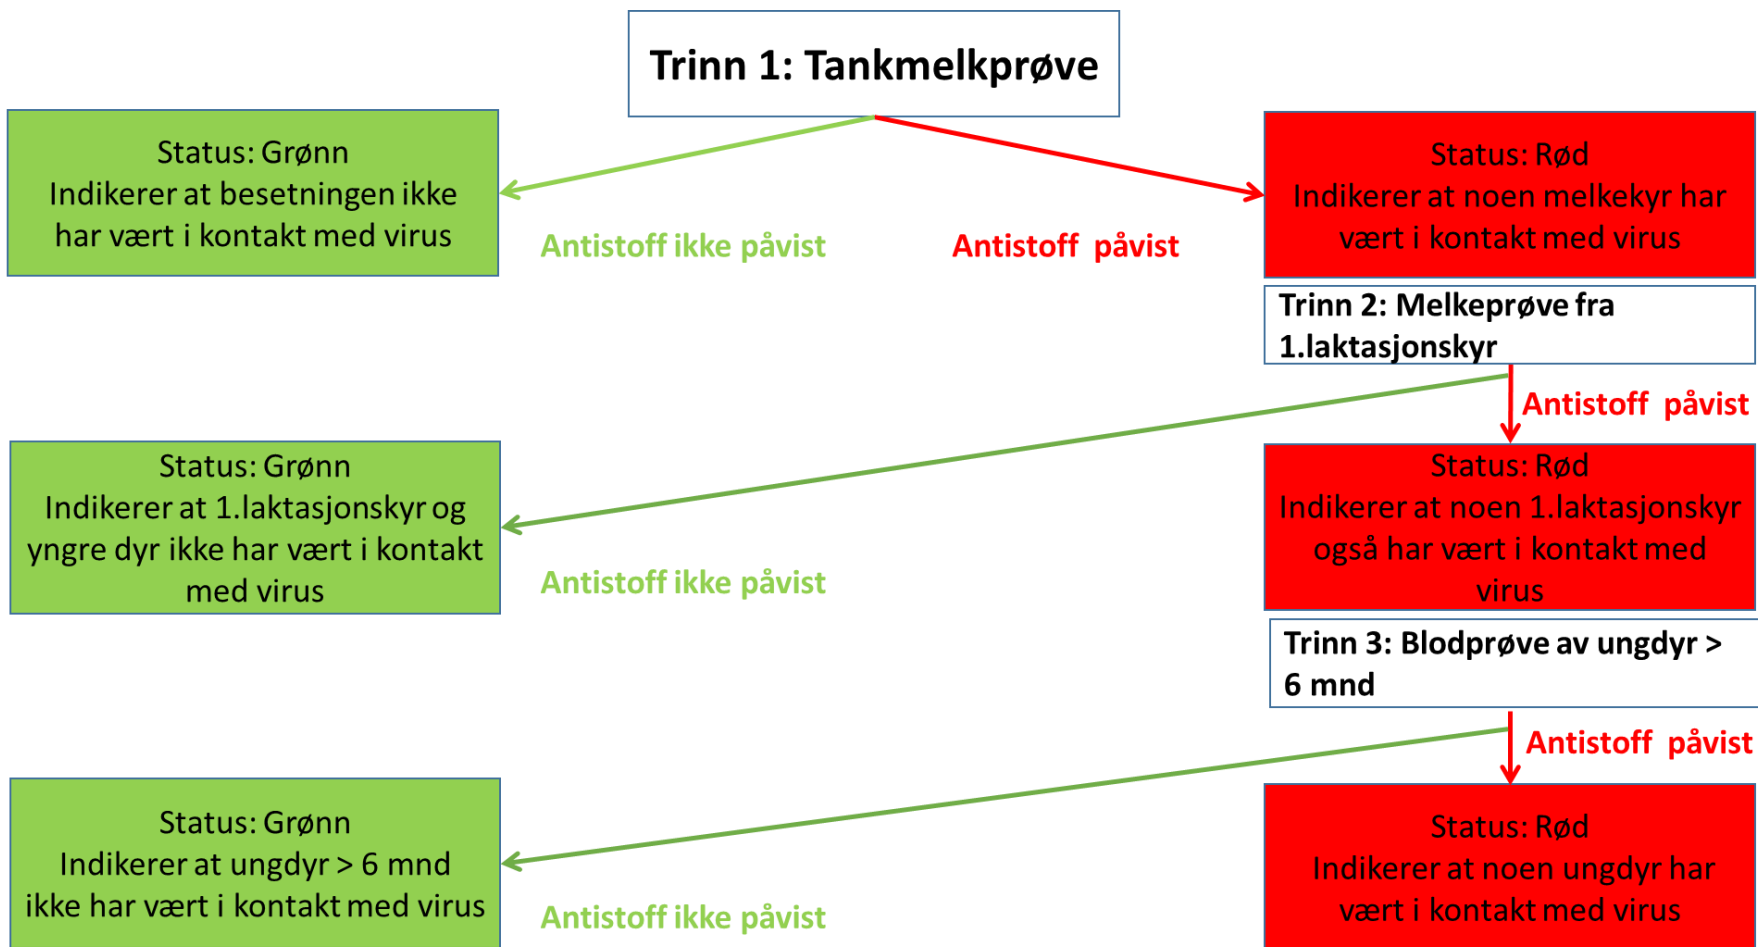 Trinn 1: Tankmelkprøve
Status: Grønn
Indikerer at besetningen ikke
har vært i kontakt med virus
Antistoff ikke påvist
Antistoff påvist
Status: Rød
Indikerer at noen melkekyr har
vært i kontakt med virus
Trinn 2: Melkeprøve fra
1.laktasjonskyr
Antistoff påvist
Status: Grønn
Indikerer at 1.laktasjonskyr og
yngre dyr ikke har vært i kontakt
med virus
Antistoff ikke påvist
Status: Rød
Indikerer at noen 1.laktasjonskyr
også har vært i kontakt med
virus
Trinn 3: Blodprøve av ungdyr >
6 mnd
Antistoff påvist
Status: Grønn
Indikerer at ungdyr > 6 mnd
ikke har vært i kontakt med virus
Antistoff ikke påvist
Status: Rød
Indikerer at noen ungdyr har
vært i kontakt med virus